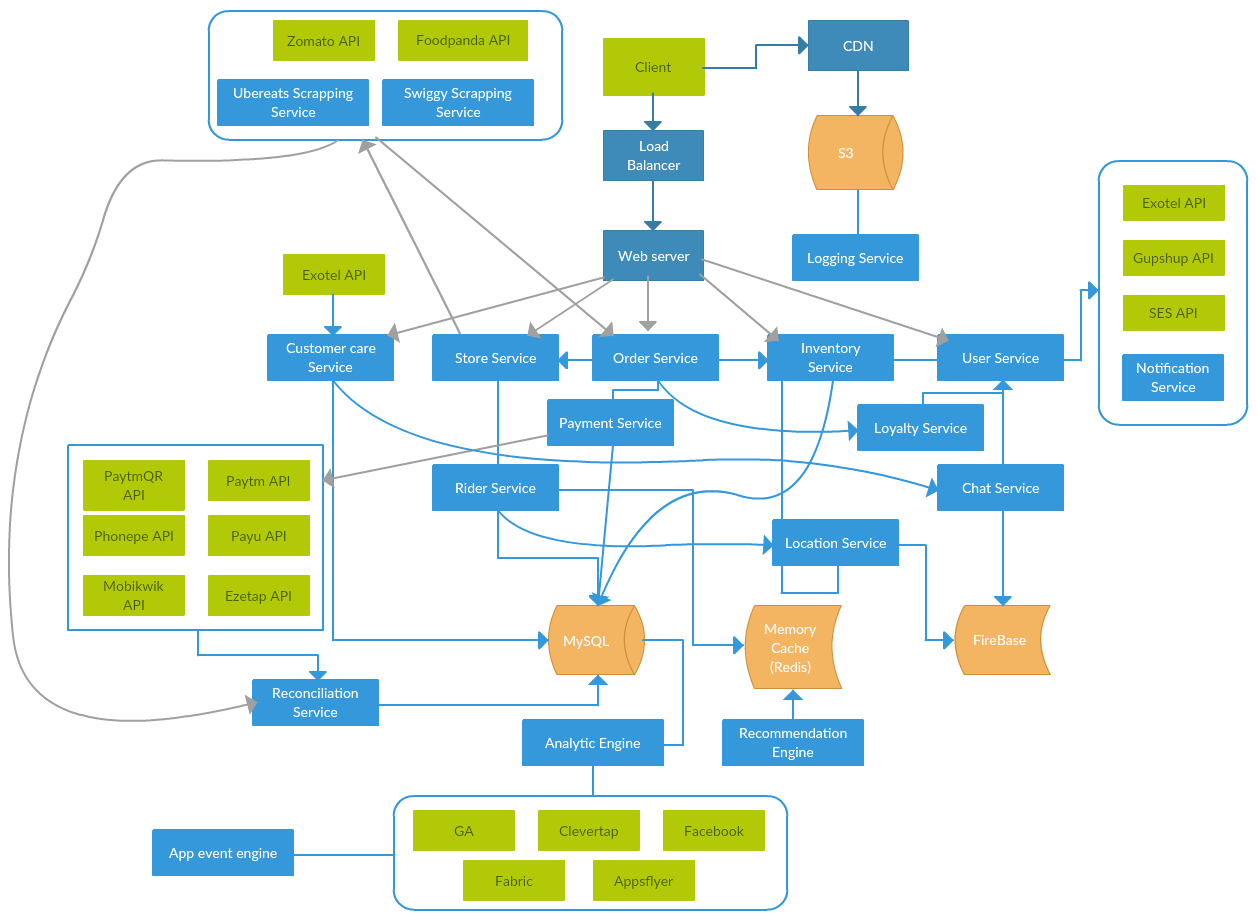 Zomato API
Foodpanda API
Ubereats Scrapping
Service
Swiggy Scrapping
Service
Client
CDN
Load
Balancer
S3
Web server
Logging Service
Exotel API
Gupshup API
SES API
Notification
Service
Exotel API
Customer care
Service
Store Service
Order Service
Inventory
Service
User Service
Payment Service
Loyalty Service
Rider Service
Chat Service
Location Service
PaytmQR
API
Paytm API
Phonepe API
Payu API
Mobikwik
API
Ezetap API
MySQL
Memory
Cache
(Redis)
FireBase
Reconciliation
Service
Analytic Engine
Recommendation
Engine
App event engine
GA
Clevertap
Facebook
Fabric
Appsflyer